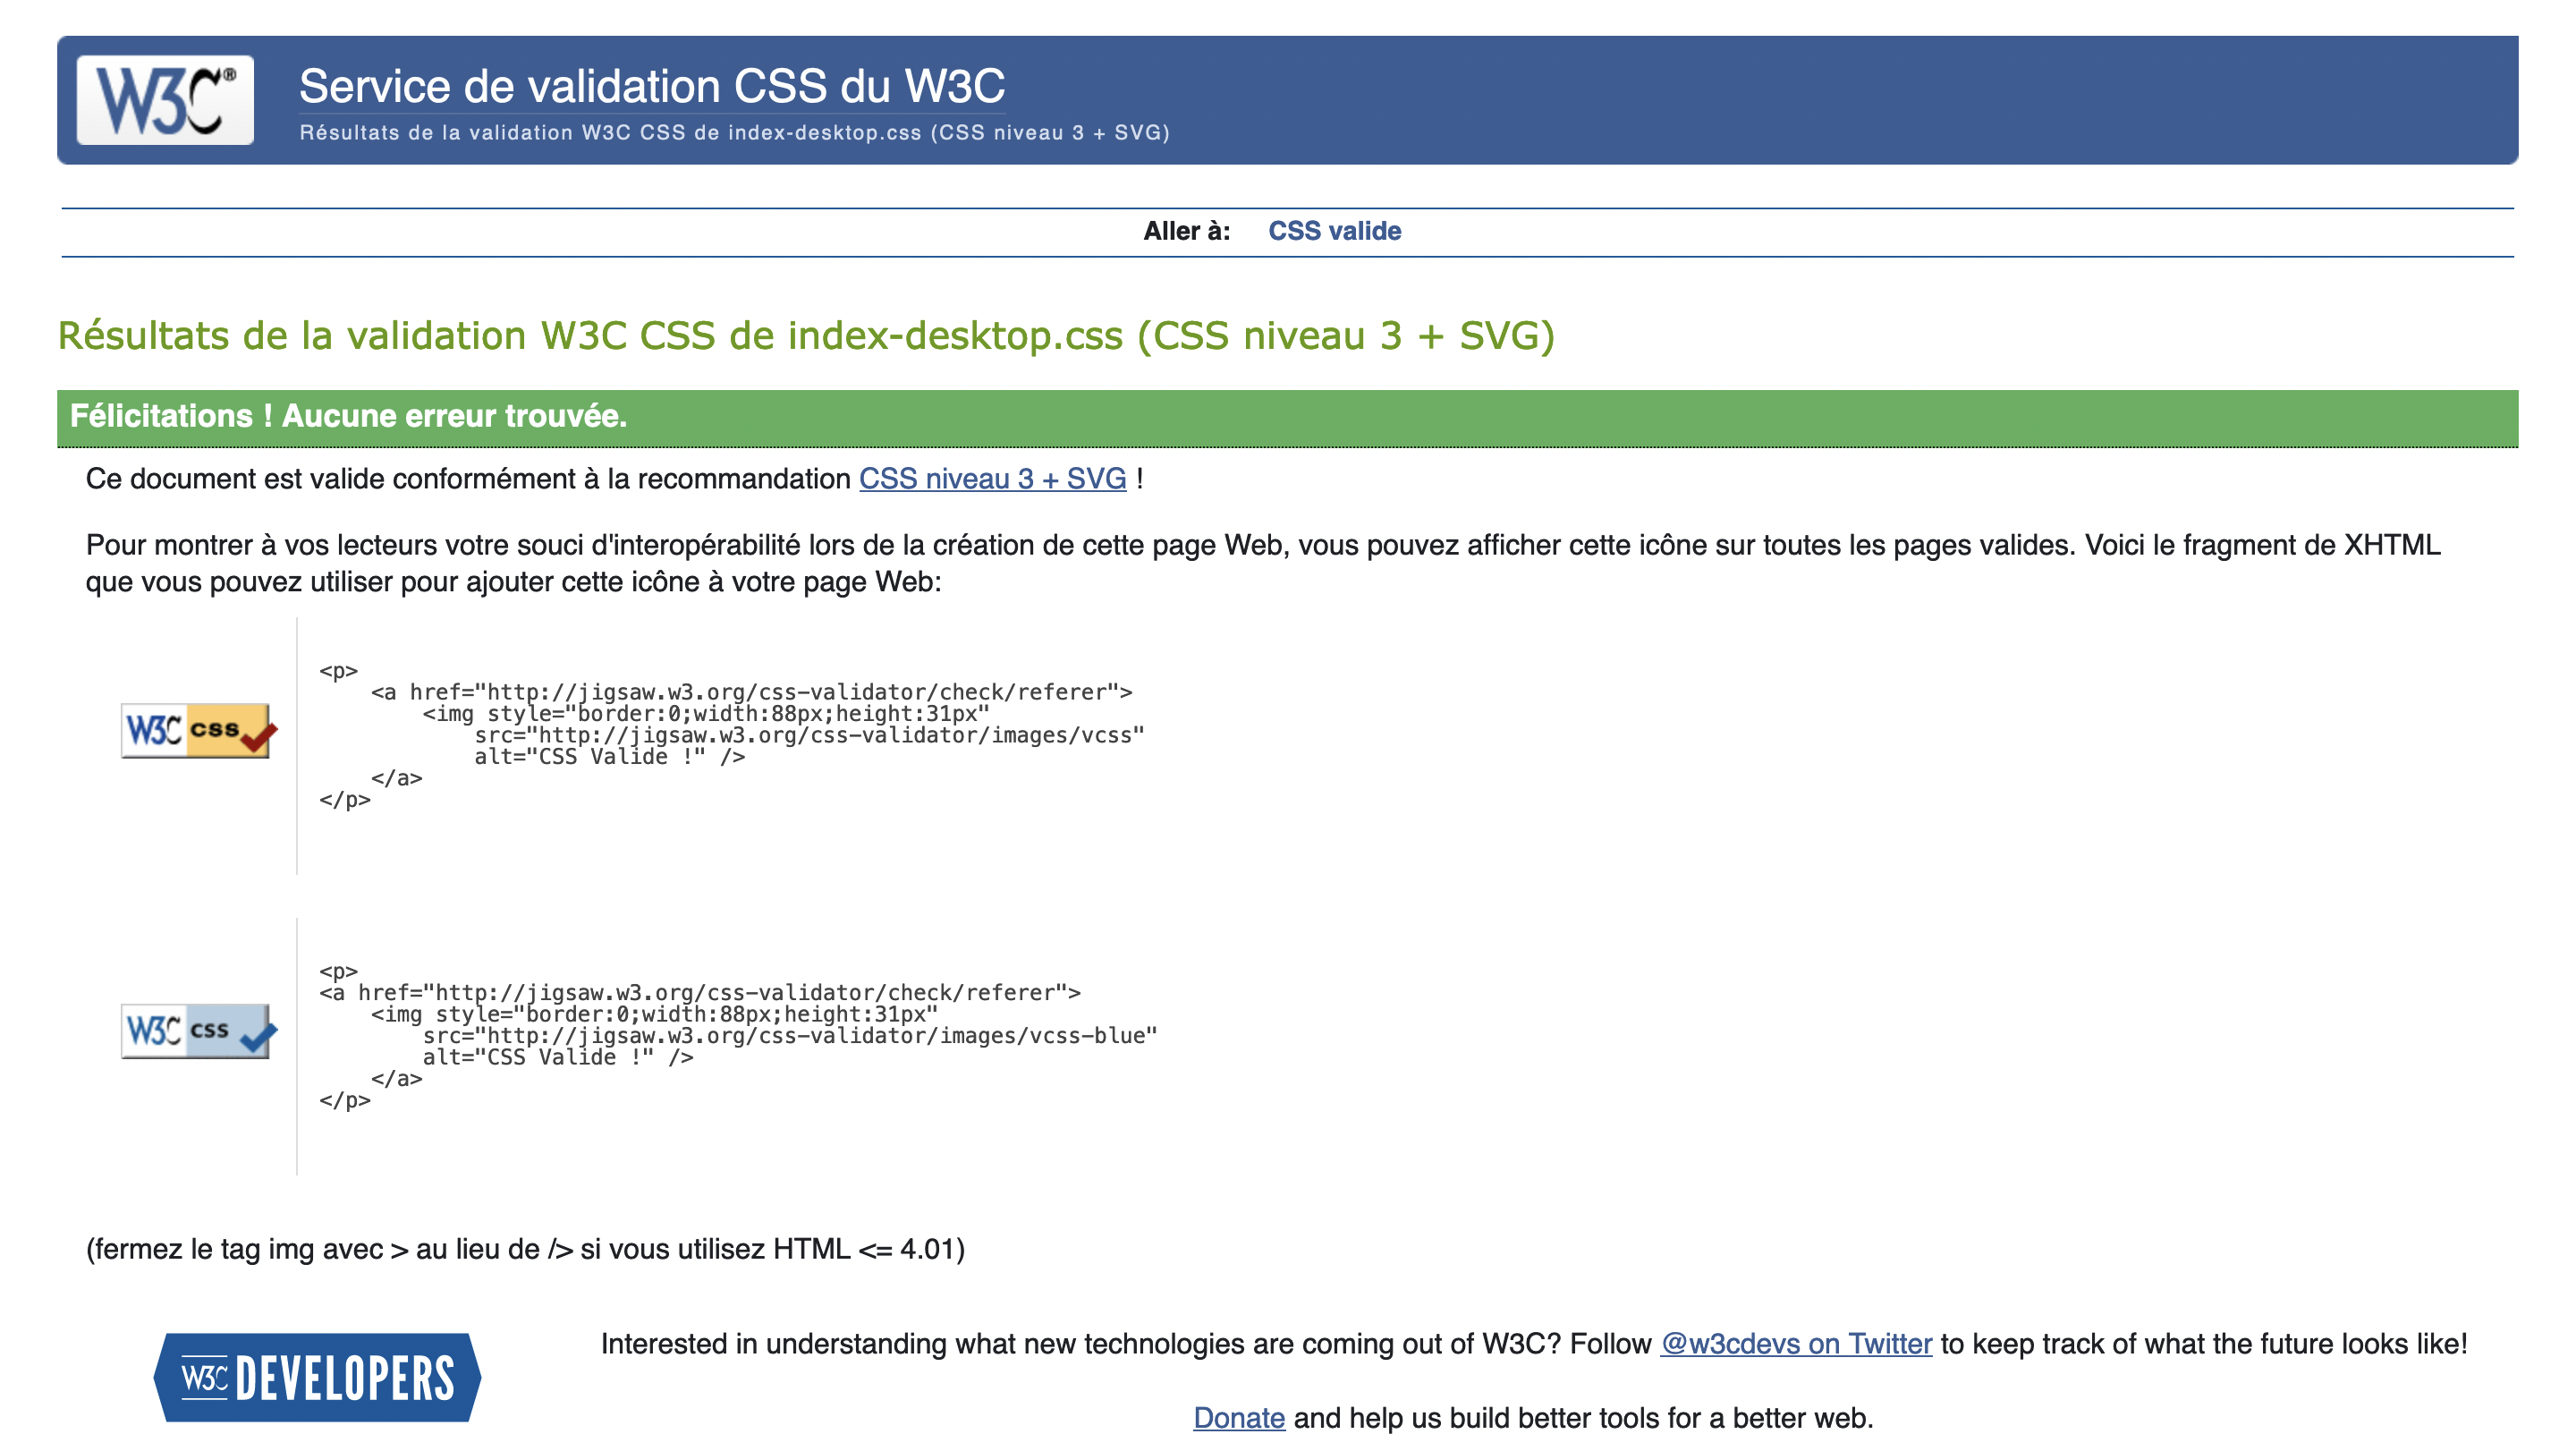 W3C®
Service de validation CSS du W3C
Résultats de la validation W3C CSS de index-desktop.css (CSS niveau 3 + SVG)
Aller à: CSS valide
Résultats de la validation W3C CSS de index-desktop.css (CSS niveau 3 + SVG)
Félicitations ! Aucune erreur trouvée.
Ce document est valide conformément à la recommandation CSS niveau 3 + SVG !
Pour montrer à vos lecteurs votre souci d'interopérabilité lors de la création de cette page Web, vous pouvez afficher cette icône sur toutes les pages valides. Voici le fragment de XHTML
que vous pouvez utiliser pour ajouter cette icône à votre page Web:
W3C css
<p>
    <a href="http://jigsaw.w3.org/css-validator/check/referer">
        <img style="border:0;width:88px;height:31px"
            src="http://jigsaw.w3.org/css-validator/images/vcss"
            alt="CSS Valide !" />
    </a>
</p>
W3C css
<p>
<a href="http://jigsaw.w3.org/css-validator/check/referer">
    <img style="border:0;width:88px;height:31px"
        src="http://jigsaw.w3.org/css-validator/images/vcss-blue"
        alt="CSS Valide !" />
    </a>
</p>
(fermez le tag img avec > au lieu de /> si vous utilisez HTML <= 4.01)
W3C DEVELOPERS
Interested in understanding what new technologies are coming out of W3C? Follow @w3cdevs on Twitter to keep track of what the future looks like!
Donate and help us build better tools for a better web.